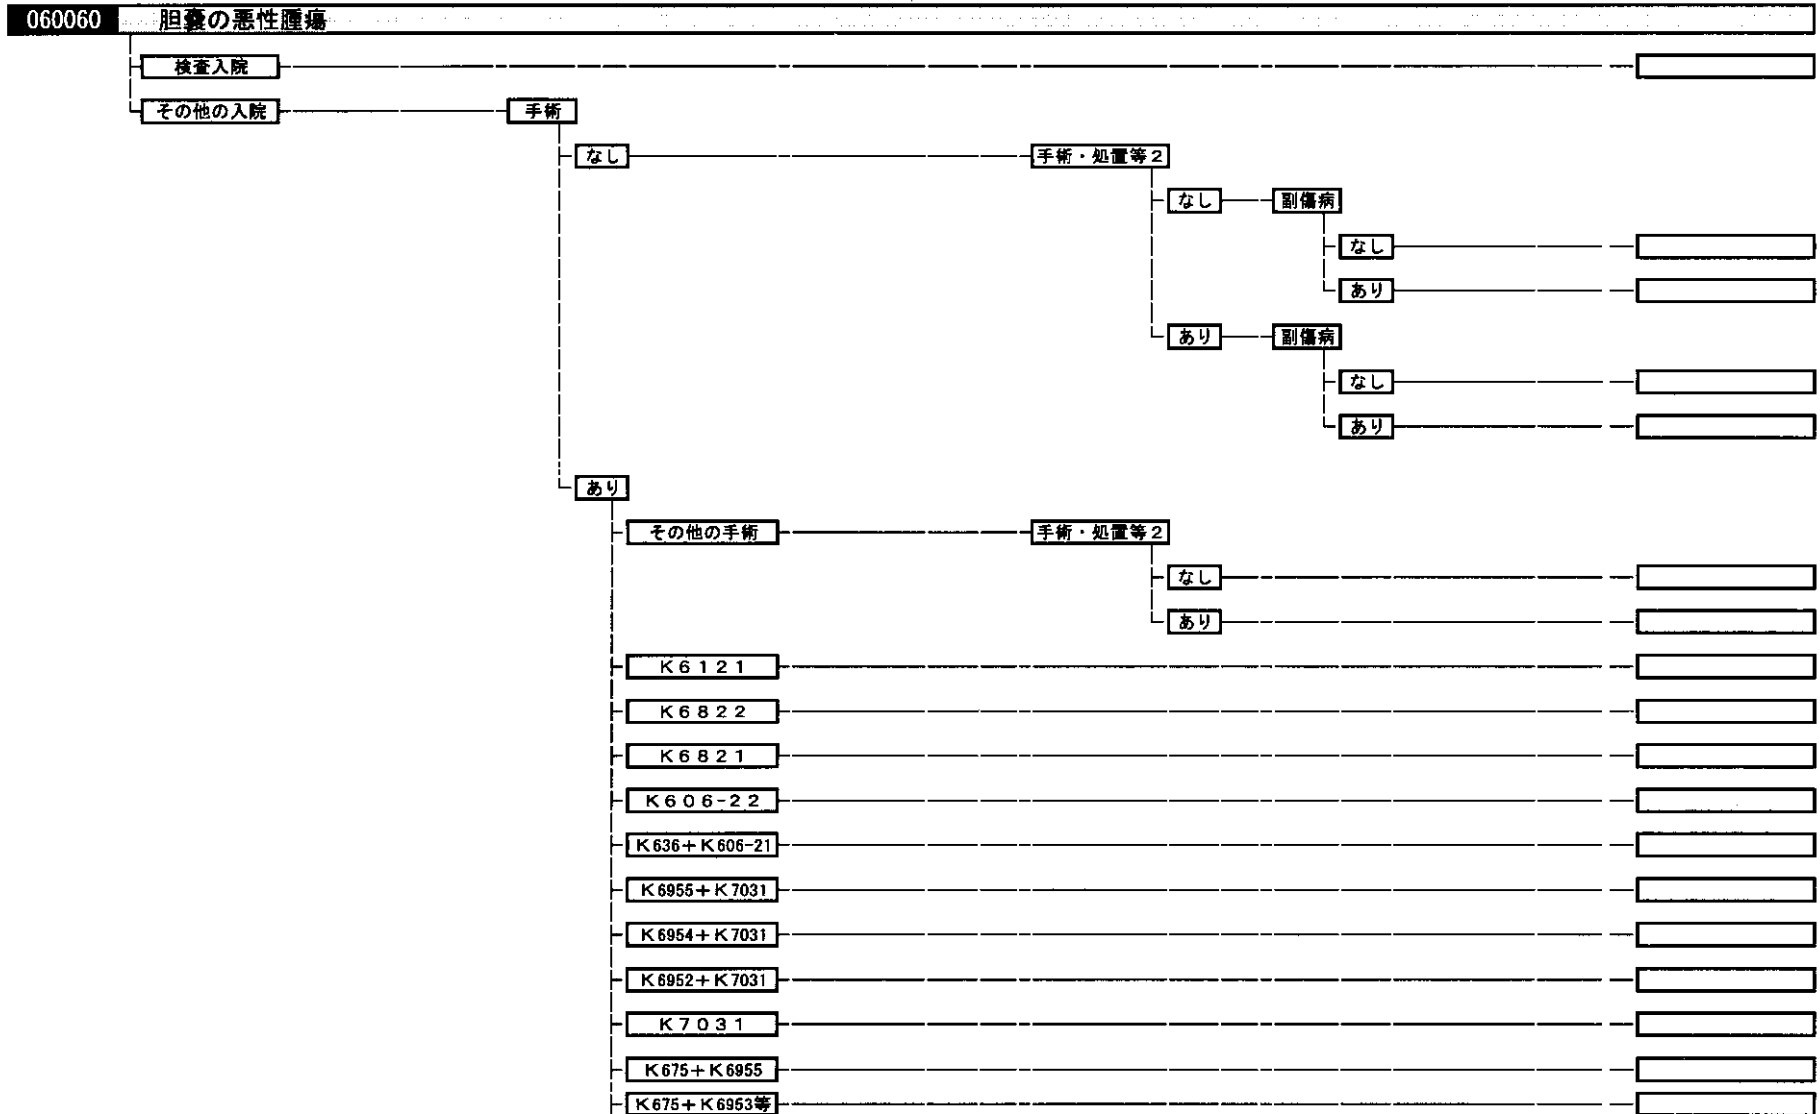 060060 胆嚢の悪性腫瘍
検査入院
その他の入院 手術
なし 手術・処置等2
なし 副傷病
なし
あり
あり 副傷病
なし
あり
あり
その他の手術 手術・処置等2
なし
あり
K6121
K6822
K6821
K606-22
K636+K606-21
K6955+K7031
K6954+K7031
K6952+K7031
K7031
K675+K6955
K675+K6953等